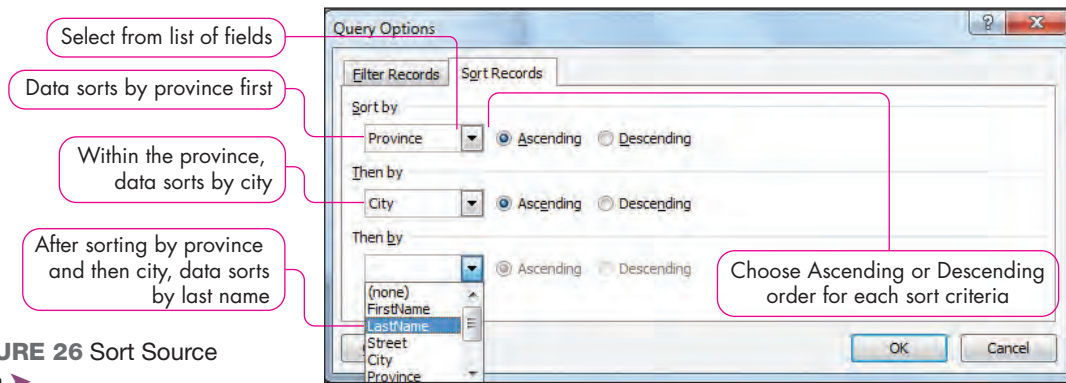 Select from list of fields
Data sorts by province first
Within the province,
data sorts by city
After sorting by province
and then city, data sorts
by last name
URE 26 Sort Source
Query Options
Filter Records
Sort Records
Sort by
Province
Ascending
Descending
Then by
City
Ascending
Descending
Then by
Ascending
Descending
(none)
FirstName
LastName
Street
City
Province
Choose Ascending or Descending
order for each sort criteria
OK
Cancel